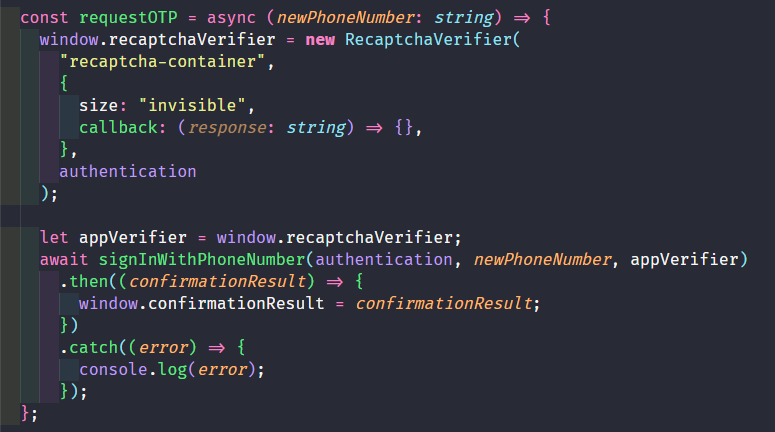 const requestOTP = async (newPhoneNumber: string) => {
window.recaptchaVerifier = new RecaptchaVerifier(
"recaptcha-container",
{
size: "invisible",
callback: (response: string) => {},
},
authentication
);
let appVerifier = window.recaptchaVerifier;
await signInWithPhoneNumber(authentication, newPhoneNumber, appVerifier)
.then((confirmationResult) => {
window.confirmationResult = confirmationResult;
})
.catch((error) => {
console.log(error);
});
};